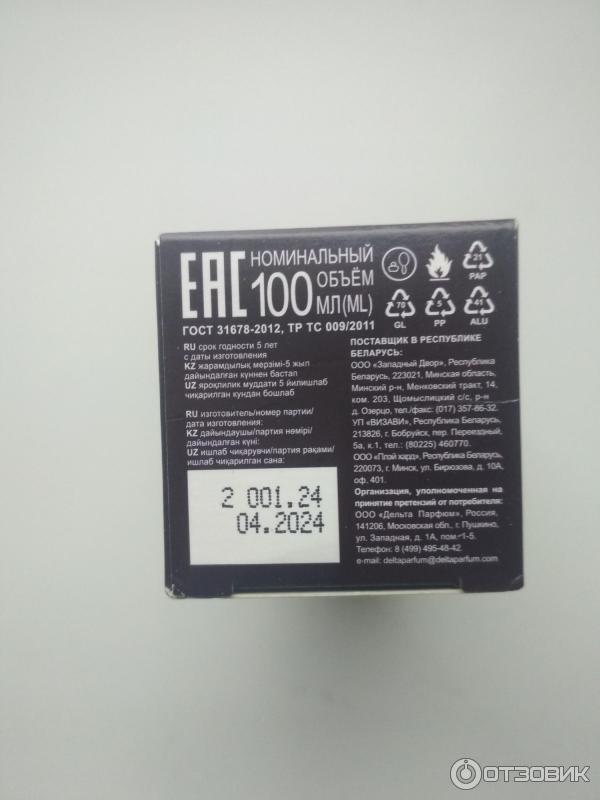 EAC
НОМИНАЛЬНЫЙ
ОБЪЁМ
100 МЛ(ML)
ГОСТ 31678-2012, ТР ТС 009/2011
RU срок годности 5 лет
с даты изготовления
KZ жарамдылық мерзімі-5 жыл
дайындалған күннен бастап
UZ яроқлилик муддати 5 йилишлаб
чиқарилган кундан бошлаб
RU изготовитель/номер партии/
дата изготовления:
KZ дайындаушы/партия немірі/
дайындалған күні:
UZ ишлаб чиқарувчи/партия рақами/
ишлаб чиқарилган сана:
2 001.24
04.2024
21
PAP
70
GL
5
PP
41
ALU
ПОСТАВЩИК В РЕСПУБЛИКЕ
БЕЛАРУСЬ:
ООО «Западный Двор», Республика
Беларусь, 223021, Минская область,
Минский р-н, Менковский тракт, 14,
ком. 203, Щомыслицкий с/с, р-н
д. Озерцо, тел./факс: (017) 357-86-32.
УП «ВИЗАВИ», Республика Беларусь,
213826, г. Бобруйск, пер. Переездный,
5а, к.1, тел.: (80225) 460770.
ООО «Плэй хард», Республика Беларусь,
220073, г. Минск, ул. Бирюзова, д. 10А,
оф. 401.
Организация, уполномоченная на
принятие претензий от потребителя:
ООО «Дельта Парфюм», Россия,
141206, Московская обл., г. Пушкино,
ул. Западная, д. 1А, пом. 1-5.
Телефон: 8 (499) 495-48-42.
e-mail: deltaparfum@deltaparfum.com
ОТЗОВИК